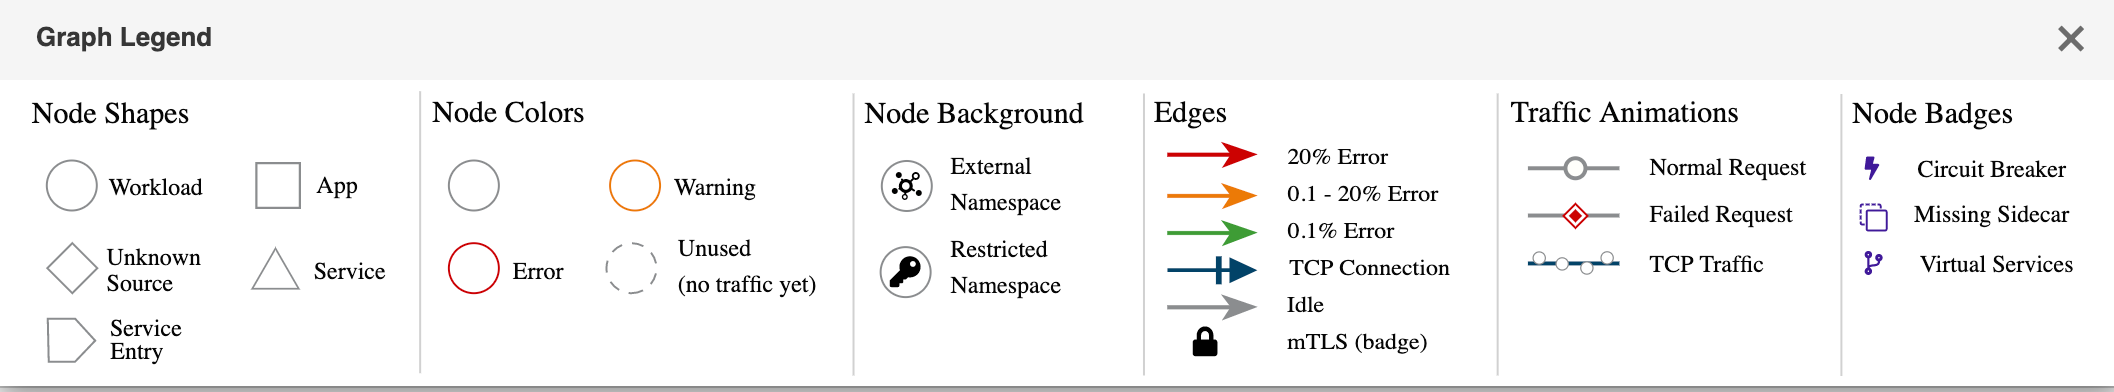 Graph Legend
Node Shapes
Workload
App
Unknown
Source
Service
Service
Entry
Node Colors
Warning
Error
Unused
(no traffic yet)
Node Background
External
Namespace
Restricted
Namespace
Edges
20% Error
0.1 - 20% Error
0.1% Error
TCP Connection
Idle
mTLS (badge)
Traffic Animations
Normal Request
Failed Request
TCP Traffic
Node Badges
Circuit Breaker
Missing Sidecar
Virtual Services